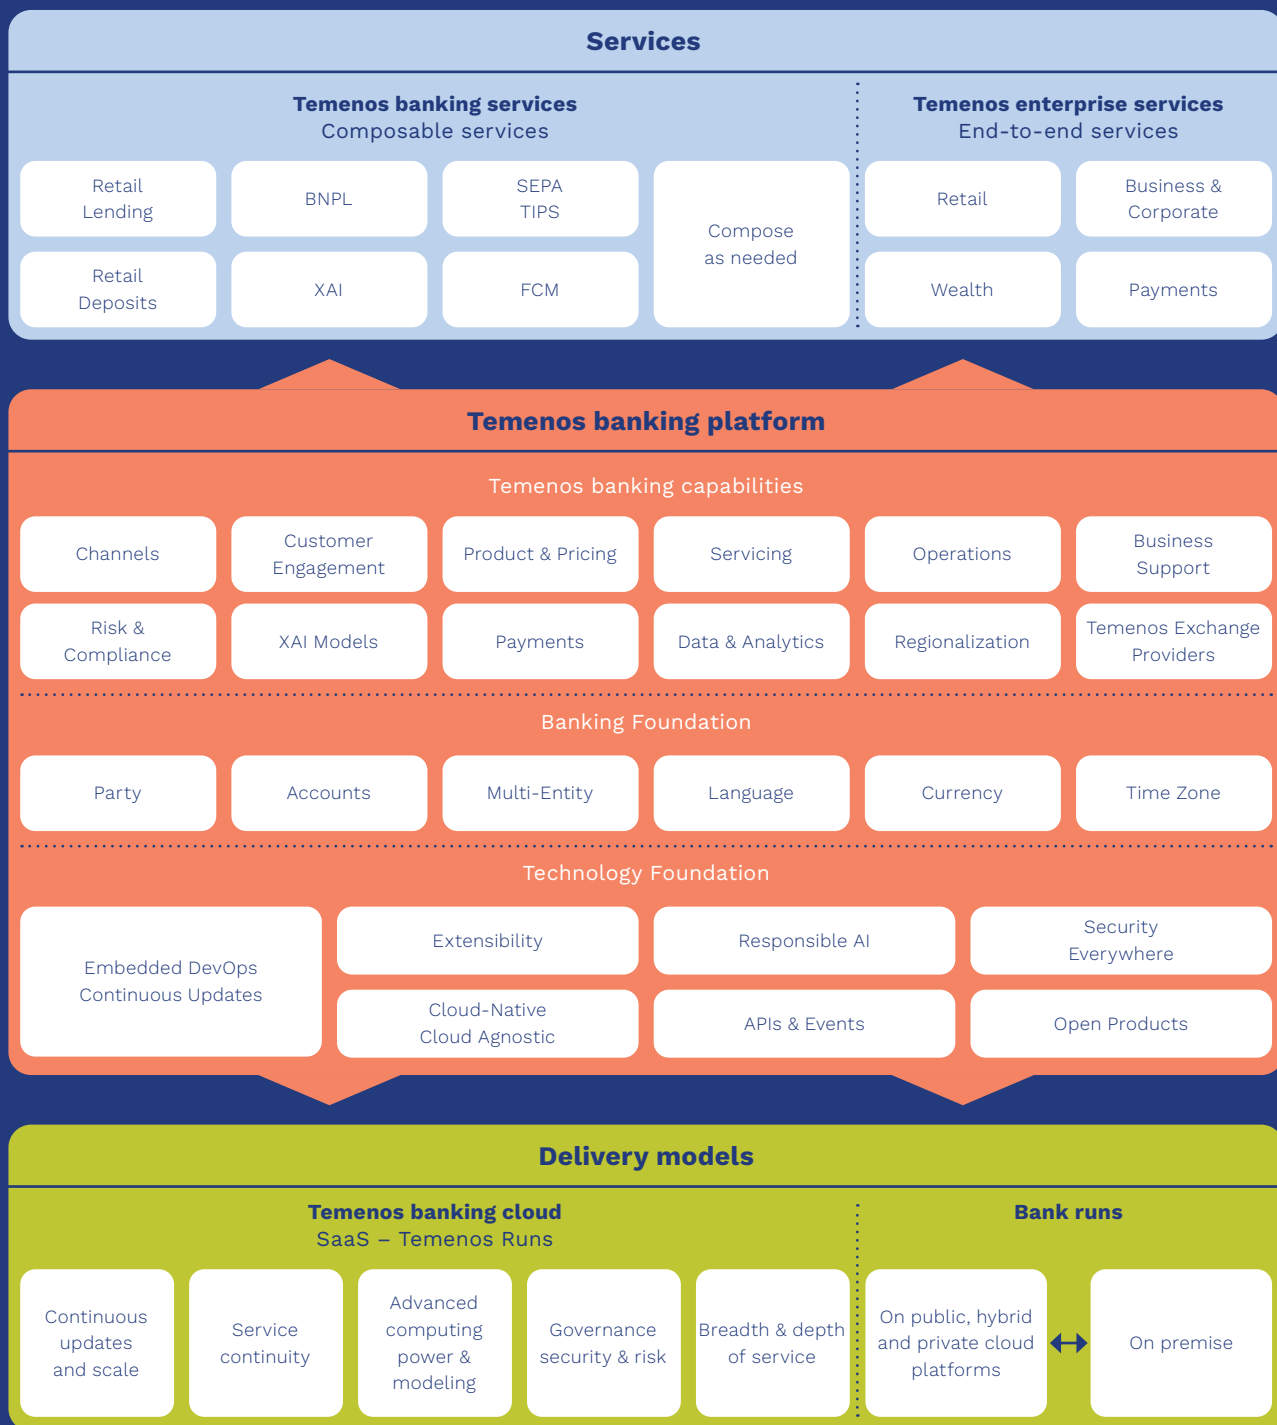 Services
Temenos banking services
Composable services
Temenos enterprise services
End-to-end services
Retail
Lending
BNPL
SEPA
TIPS
Compose
as needed
Retail
Business &
Corporate
Retail
Deposits
XAI
FCM
Wealth
Payments
Temenos banking platform
Temenos banking capabilities
Channels
Customer
Engagement
Product & Pricing
Servicing
Operations
Business
Support
Risk &
Compliance
XAI Models
Payments
Data & Analytics
Regionalization
Temenos Exchange
Providers
Banking Foundation
Party
Accounts
Multi-Entity
Language
Currency
Time Zone
Technology Foundation
Embedded DevOps
Continuous Updates
Extensibility
Responsible AI
Security
Everywhere
Cloud-Native
Cloud Agnostic
APIs & Events
Open Products
Delivery models
Temenos banking cloud
SaaS – Temenos Runs
Bank runs
Continuous
updates
and scale
Service
continuity
Advanced
computing
power &
modeling
Governance
security & risk
Breadth & depth
of service
On public, hybrid
and private cloud
platforms
On premise